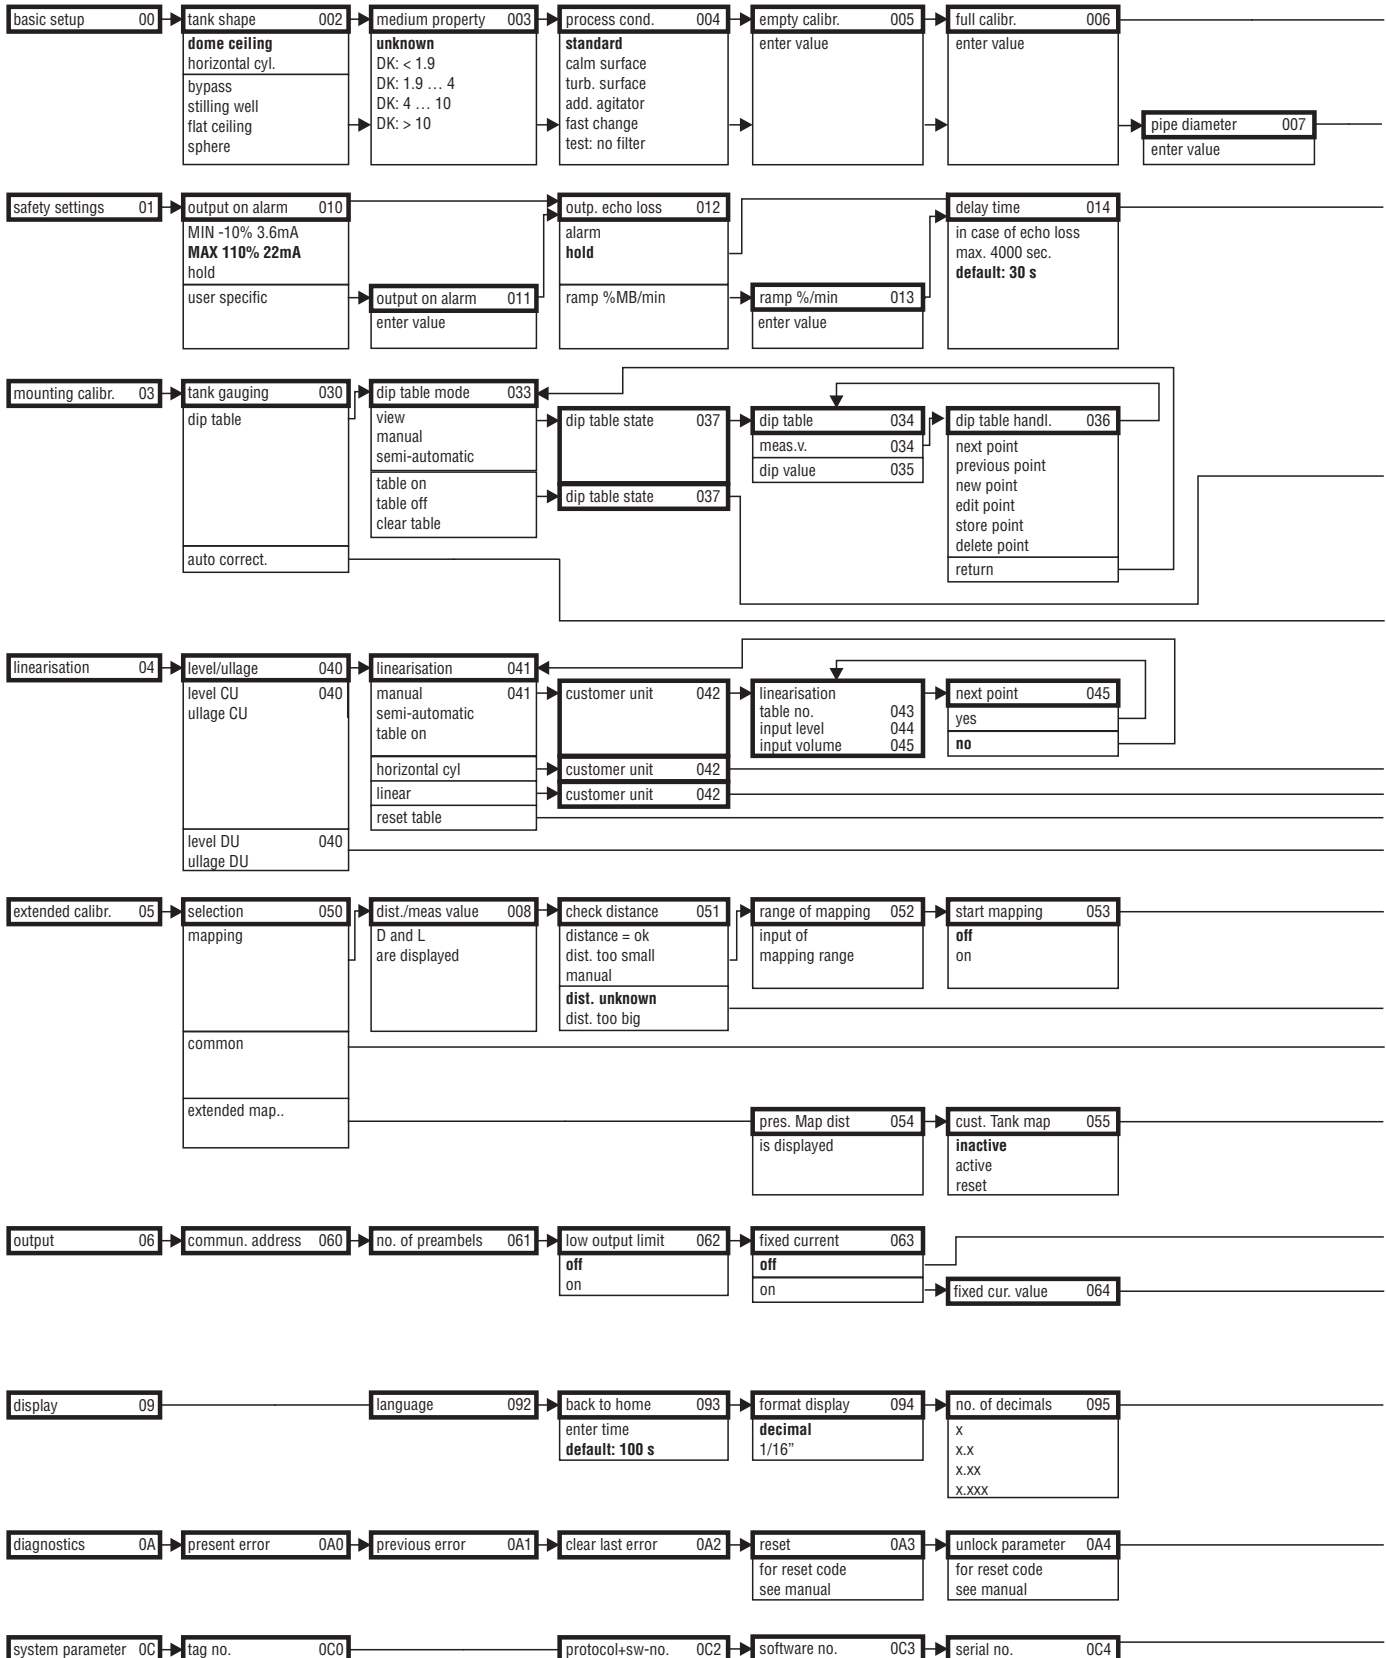 basic setup 00
tank shape 002
dome ceiling
horizontal cyl.
bypass
stilling well
flat ceiling
sphere
medium property 003
unknown
DK: < 1.9
DK: 1.9 … 4
DK: 4 … 10
DK: > 10
process cond. 004
standard
calm surface
turb. surface
add. agitator
fast change
test: no filter
empty calibr. 005
enter value
full calibr. 006
enter value
pipe diameter 007
enter value
safety settings 01
output on alarm 010
MIN -10% 3.6mA
MAX 110% 22mA
hold
user specific
output on alarm 011
enter value
outp. echo loss 012
alarm
hold
ramp %MB/min
ramp %/min 013
enter value
delay time 014
in case of echo loss
max. 4000 sec.
default: 30 s
mounting calibr. 03
tank gauging 030
dip table
auto correct.
dip table mode 033
view
manual
semi-automatic
table on
table off
clear table
dip table state 037
dip table state 037
dip table 034
meas.v. 034
dip value 035
dip table handl. 036
next point
previous point
new point
edit point
store point
delete point
return
linearisation 04
level/ullage 040
level CU 040
ullage CU
level DU 040
ullage DU
linearisation 041
manual 041
semi-automatic
table on
horizontal cyl
linear
reset table
customer unit 042
customer unit 042
customer unit 042
linearisation
table no. 043
input level 044
input volume 045
next point 045
yes
no
extended calibr. 05
selection 050
mapping
common
extended map..
dist./meas value 008
D and L
are displayed
check distance 051
distance = ok
dist. too small
manual
dist. unknown
dist. too big
range of mapping 052
input of
mapping range
start mapping 053
off
on
pres. Map dist 054
is displayed
cust. Tank map 055
inactive
active
reset
output 06
commun. address 060
no. of preambels 061
low output limit 062
off
on
fixed current 063
off
on
fixed cur. value 064
display 09
language 092
back to home 093
enter time
default: 100 s
format display 094
decimal
1/16”
no. of decimals 095
x
x.x
x.xx
x.xxx
diagnostics 0A
present error 0A0
previous error 0A1
clear last error 0A2
reset 0A3
for reset code
see manual
unlock parameter 0A4
for reset code
see manual
system parameter 0C
tag no. 0C0
protocol+sw-no. 0C2
software no. 0C3
serial no. 0C4